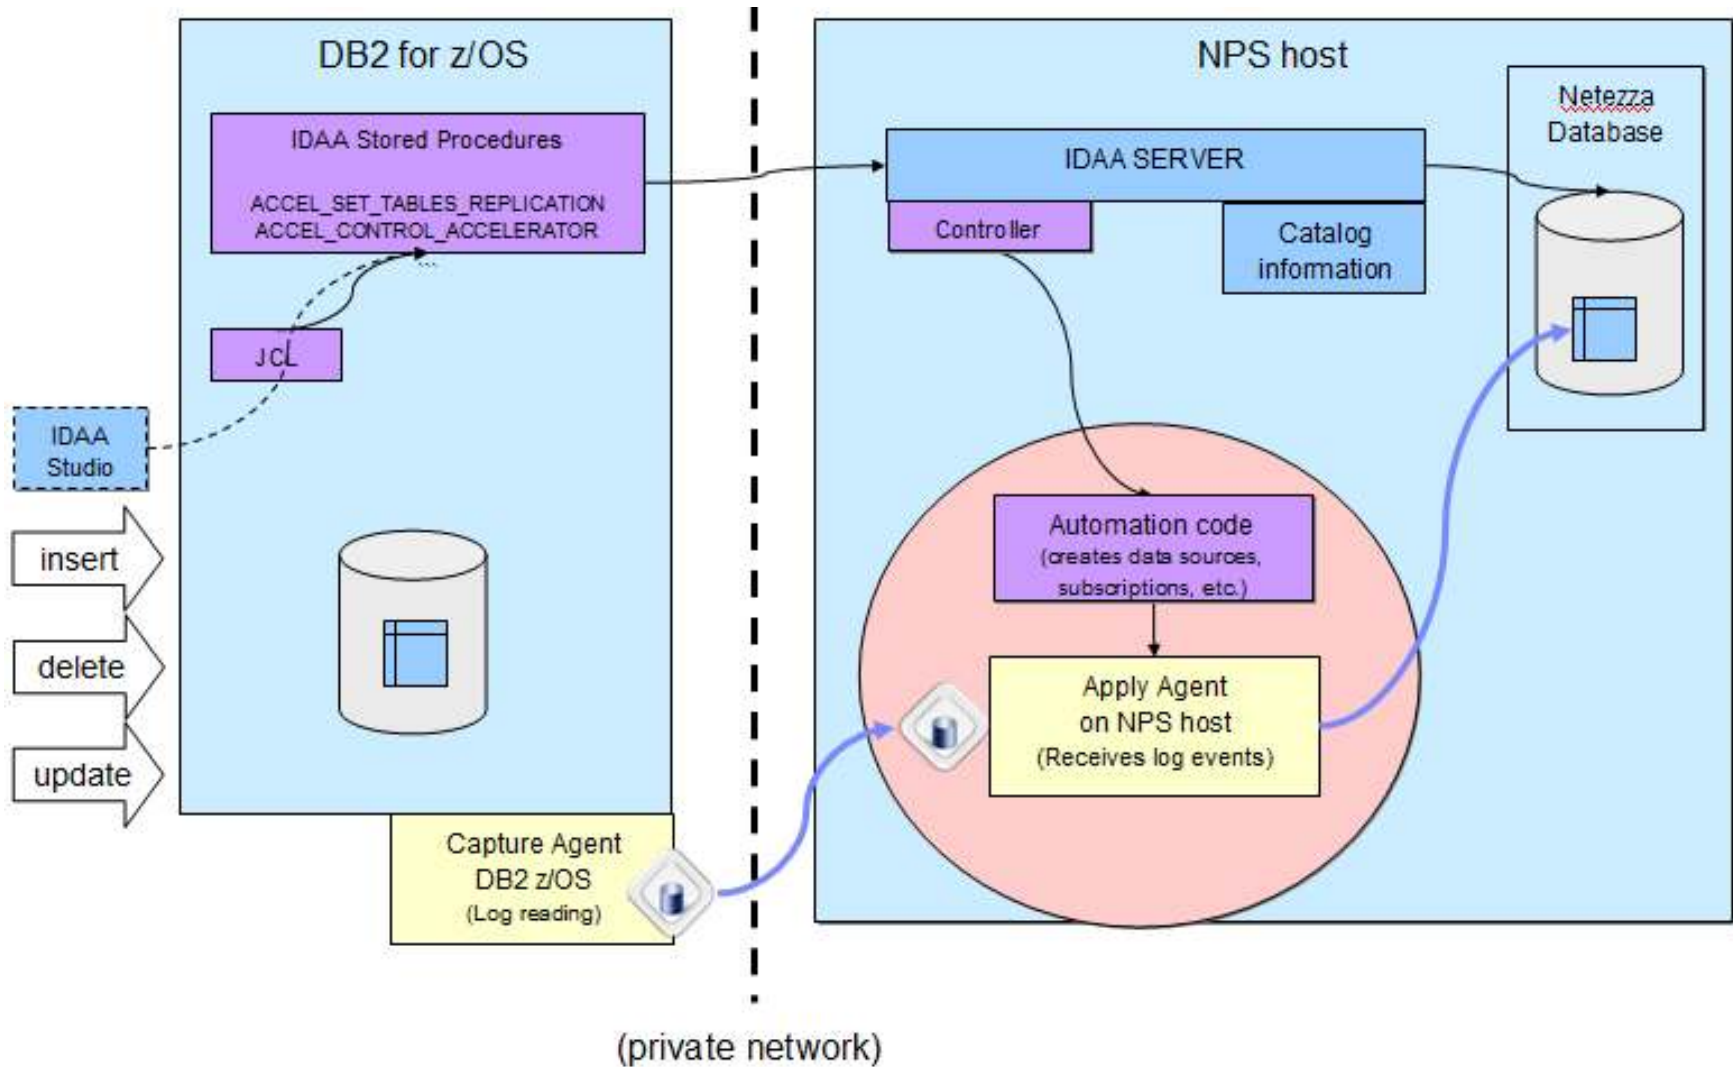 DB2 for z/OS
IDAA Stored Procedures
ACCEL_SET_TABLES_REPLICATION
ACCEL_CONTROL_ACCELERATOR
...
JCL
IDAA
Studio
insert
delete
update
Capture Agent
DB2 z/OS
(Log reading)
(private network)
NPS host
IDAA SERVER
Controller
Catalog
information
Netezza
Database
Automation code
(creates data sources,
subscriptions, etc.)
Apply Agent
on NPS host
(Receives log events)